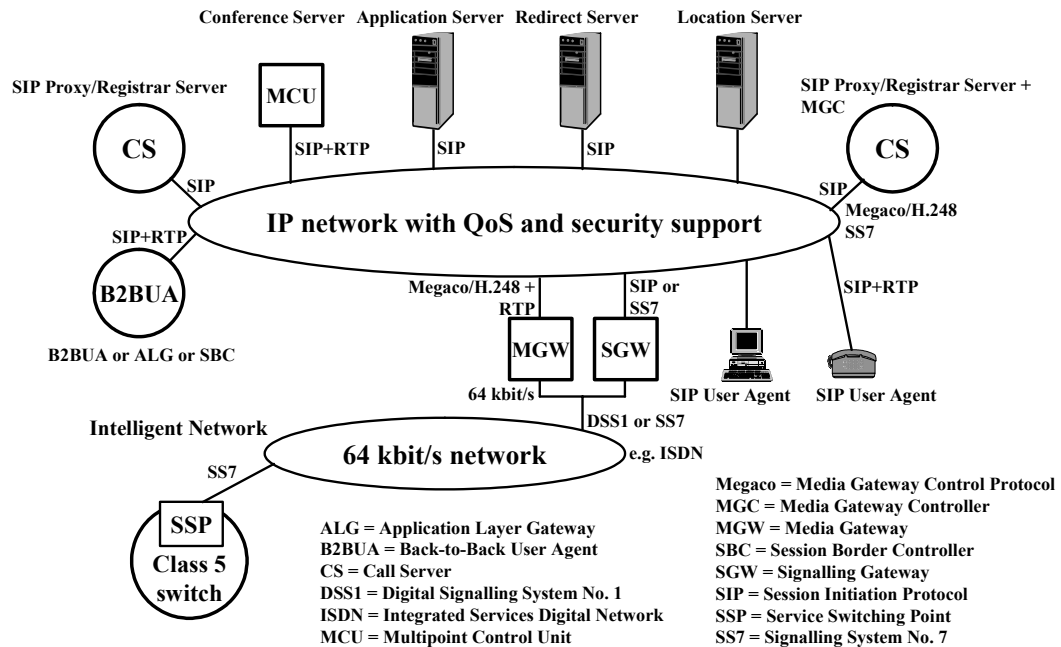 Conference Server
Application Server
Redirect Server
Location Server
SIP Proxy/Registrar Server
MCU
SIP Proxy/Registrar Server +
MGC
CS
CS
SIP+RTP
SIP
SIP
SIP
SIP
IP network with QoS and security support
Megaco/H.248
SS7
SIP+RTP
B2BUA
B2BUA or ALG or SBC
Megaco/H.248 +
RTP
SIP or
SS7
SIP+RTP
MGW
SGW
64 kbit/s
SIP User Agent
SIP User Agent
DSS1 or SS7
Intelligent Network
64 kbit/s network
e.g. ISDN
SS7
SSP
Class 5
switch
ALG = Application Layer Gateway
B2BUA = Back-to-Back User Agent
CS = Call Server
DSS1 = Digital Signalling System No. 1
ISDN = Integrated Services Digital Network
MCU = Multipoint Control Unit
Megaco = Media Gateway Control Protocol
MGC = Media Gateway Controller
MGW = Media Gateway
SBC = Session Border Controller
SGW = Signalling Gateway
SIP = Session Initiation Protocol
SSP = Service Switching Point
SS7 = Signalling System No. 7